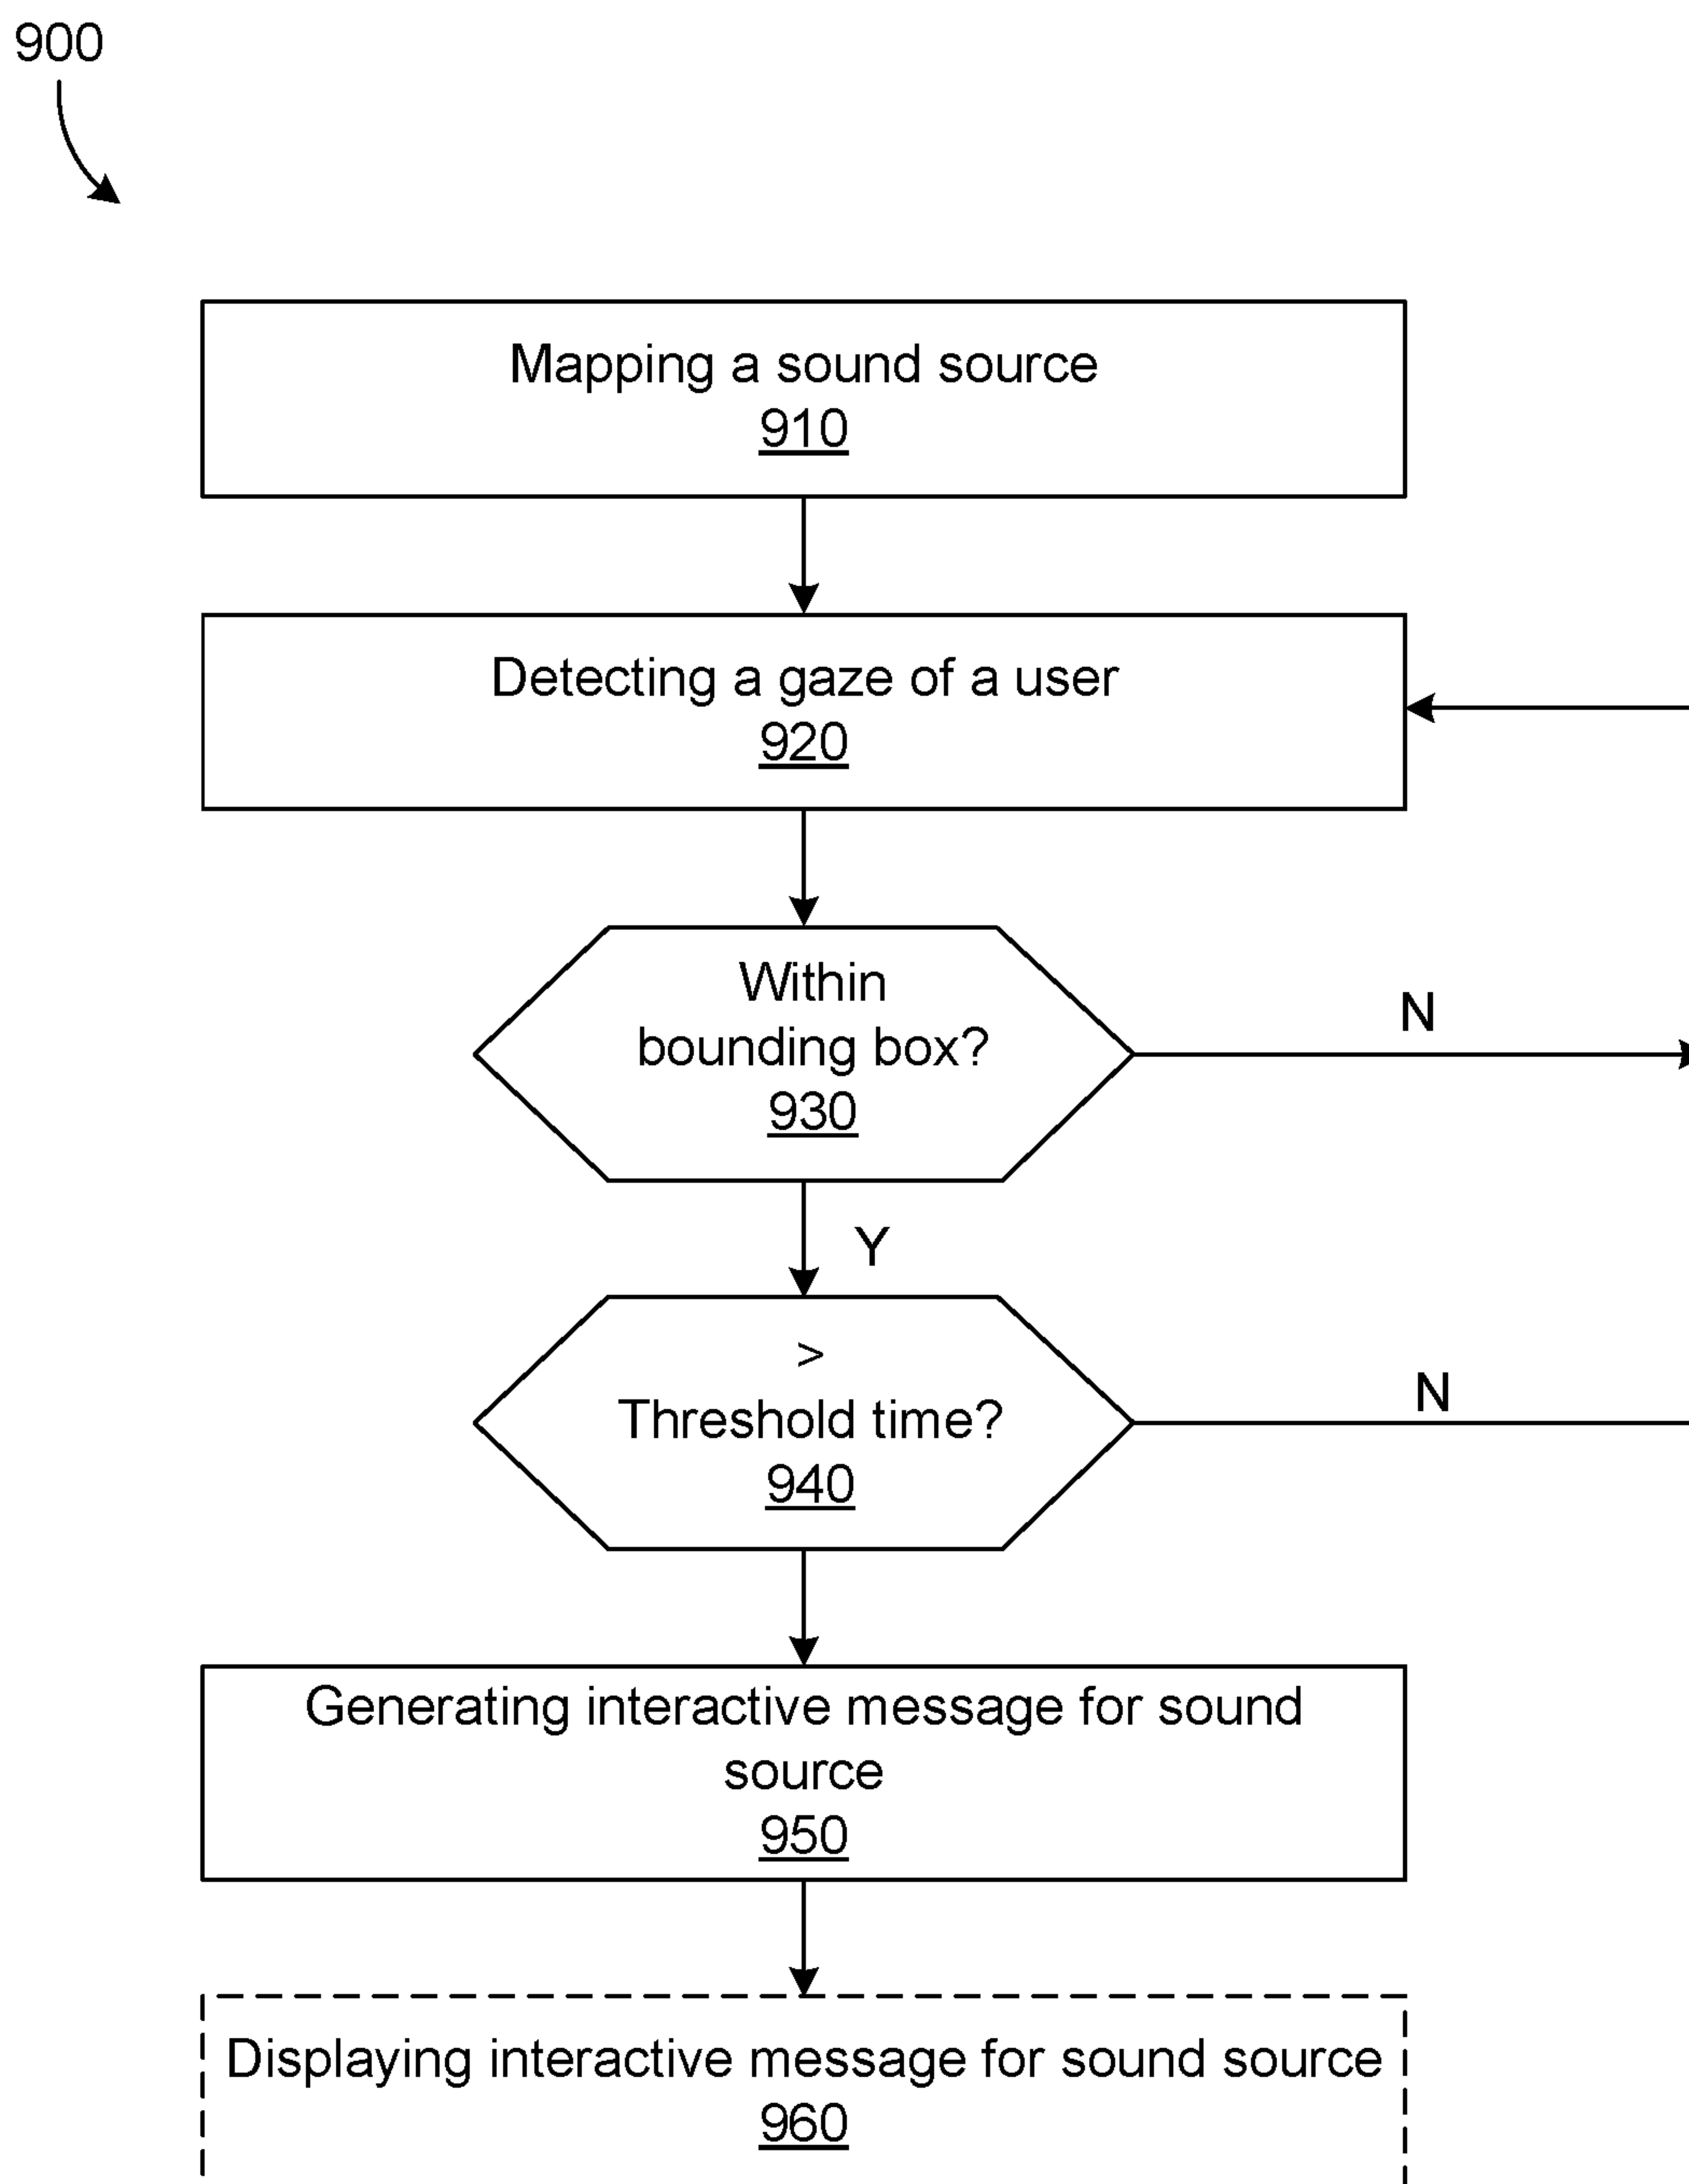 900
Mapping a sound source
910
Detecting a gaze of a user
920
Within
bounding box?
930
N
Y
>
Threshold time?
940
N
Generating interactive message for sound
source
950
Displaying interactive message for sound source
960